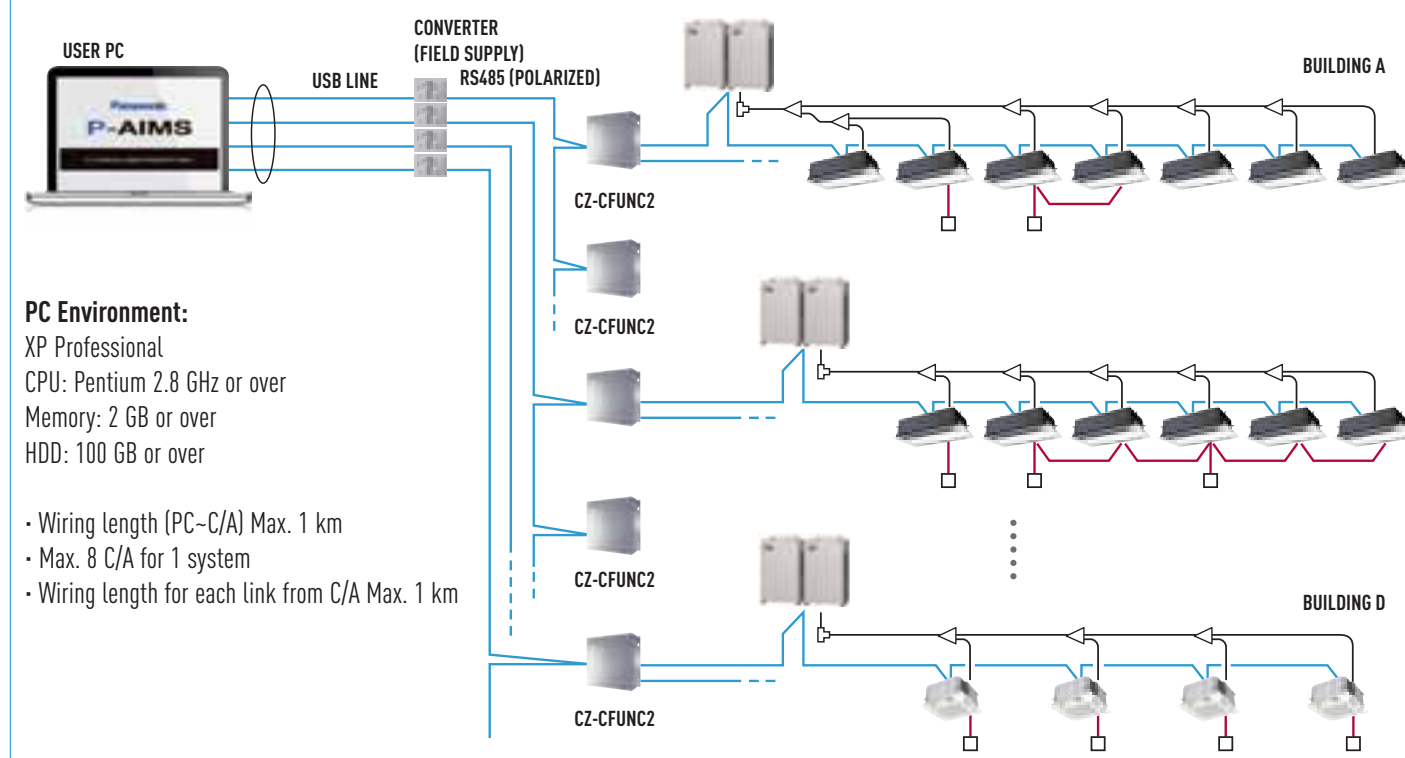 USER PC
CONVERTER
(FIELD SUPPLY)
USB LINE
RS485 (POLARIZED)
BUILDING A
Panasonic
P-AIMS
CZ-CFUNC2
CZ-CFUNC2
PC Environment:
XP Professional
CPU: Pentium 2.8 GHz or over
Memory: 2 GB or over
HDD: 100 GB or over
· Wiring length (PC~C/A) Max. 1 km
· Max. 8 C/A for 1 system
· Wiring length for each link from C/A Max. 1 km
CZ-CFUNC2
CZ-CFUNC2
BUILDING D
CZ-CFUNC2